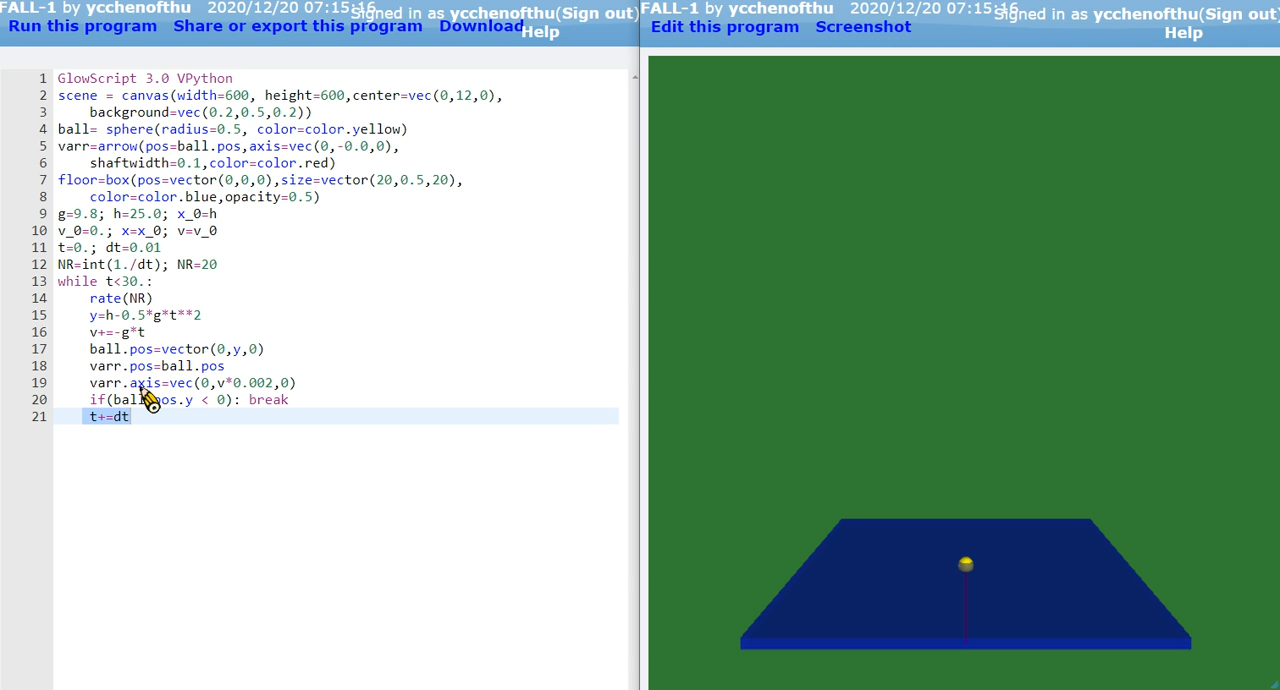 FALL-1 by ycchenofthu 2020/12/20 07:15:16 Signed in as ycchenofthu(Sign out)
Run this program Share or export this program Download Help
1 GlowScript 3.0 VPython
2 scene = canvas(width=600, height=600,center=vec(0,12,0),
3 background=vec(0.2,0.5,0.2))
4 ball= sphere(radius=0.5, color=color.yellow)
5 varr=arrow(pos=ball.pos,axis=vec(0,-0.0,0),
6 shaftwidth=0.1,color=color.red)
7 floor=box(pos=vector(0,0,0),size=vector(20,0.5,20),
8 color=color.blue,opacity=0.5)
9 g=9.8; h=25.0; x_0=h
10 v_0=0.; x=x_0; v=v_0
11 t=0.; dt=0.01
12 NR=int(1./dt); NR=20
13 while t<30.:
14 rate(NR)
15 y=h-0.5*g*t**2
16 v+=-g*t
17 ball.pos=vector(0,y,0)
18 varr.pos=ball.pos
19 varr.axis=vec(0,v*0.002,0)
20 if(ball.pos.y < 0): break
21 t+=dt
FALL-1 by ycchenofthu 2020/12/20 07:15:16 Signed in as ycchenofthu(Sign out)
Edit this program Screenshot Help